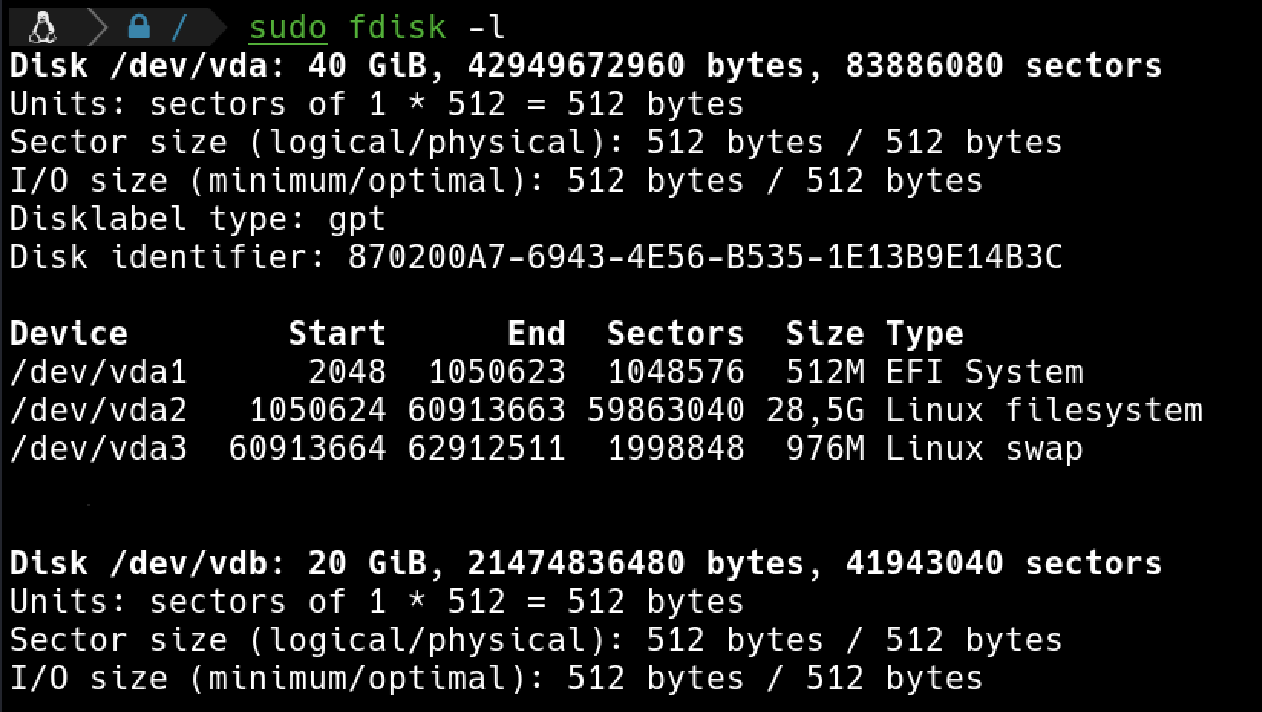 / sudo fdisk -l
Disk /dev/vda: 40 GiB, 42949672960 bytes, 83886080 sectors
Units: sectors of 1 * 512 = 512 bytes
Sector size (logical/physical): 512 bytes / 512 bytes
I/O size (minimum/optimal): 512 bytes / 512 bytes
Disklabel type: gpt
Disk identifier: 870200A7-6943-4E56-B535-1E13B9E14B3C
Device Start End Sectors Size Type
/dev/vda1 2048 1050623 1048576 512M EFI System
/dev/vda2 1050624 60913663 59863040 28,5G Linux filesystem
/dev/vda3 60913664 62912511 1998848 976M Linux swap
Disk /dev/vdb: 20 GiB, 21474836480 bytes, 41943040 sectors
Units: sectors of 1 * 512 = 512 bytes
Sector size (logical/physical): 512 bytes / 512 bytes
I/O size (minimum/optimal): 512 bytes / 512 bytes